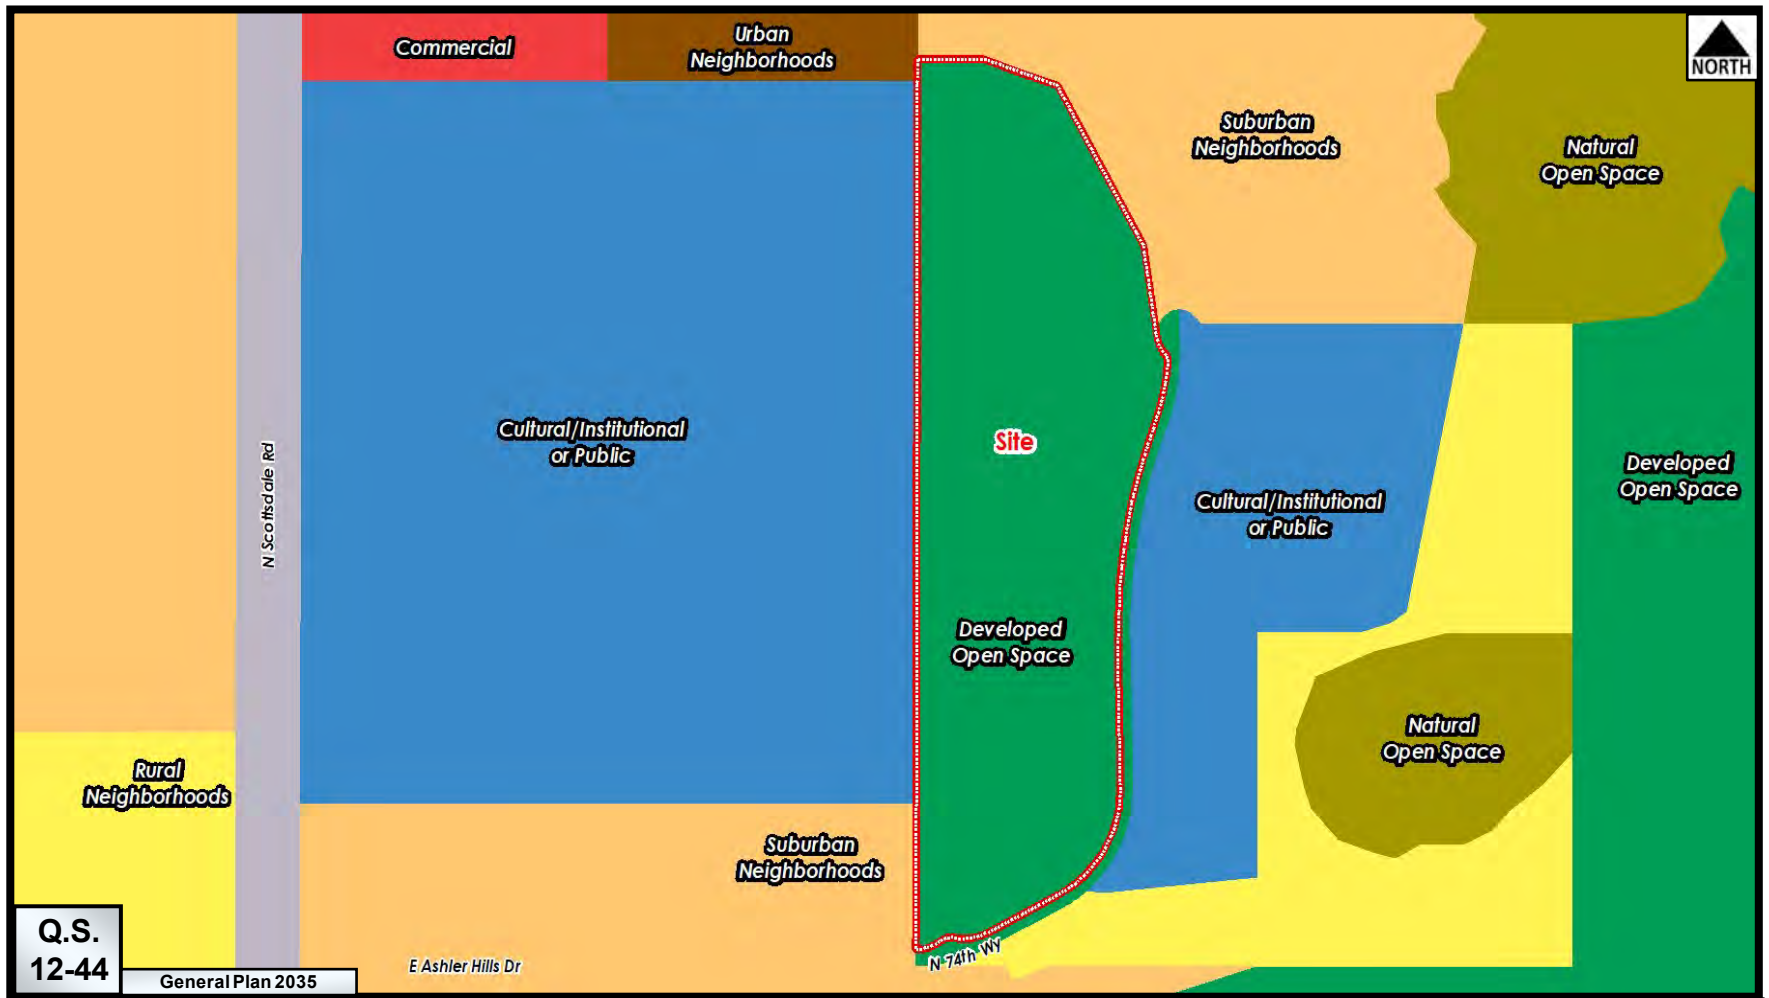 Commercial
Urban
Neighborhoods
NORTH
Suburban
Neighborhoods
Natural
Open Space
Cultural/Institutional
or Public
Site
N Scottsdale Rd
Developed
Open Space
Cultural/Institutional
or Public
Developed
Open Space
Natural
Open Space
Rural
Neighborhoods
Suburban
Neighborhoods
N 74th Wy
E Ashler Hills Dr
Q.S.
12-44
General Plan 2035